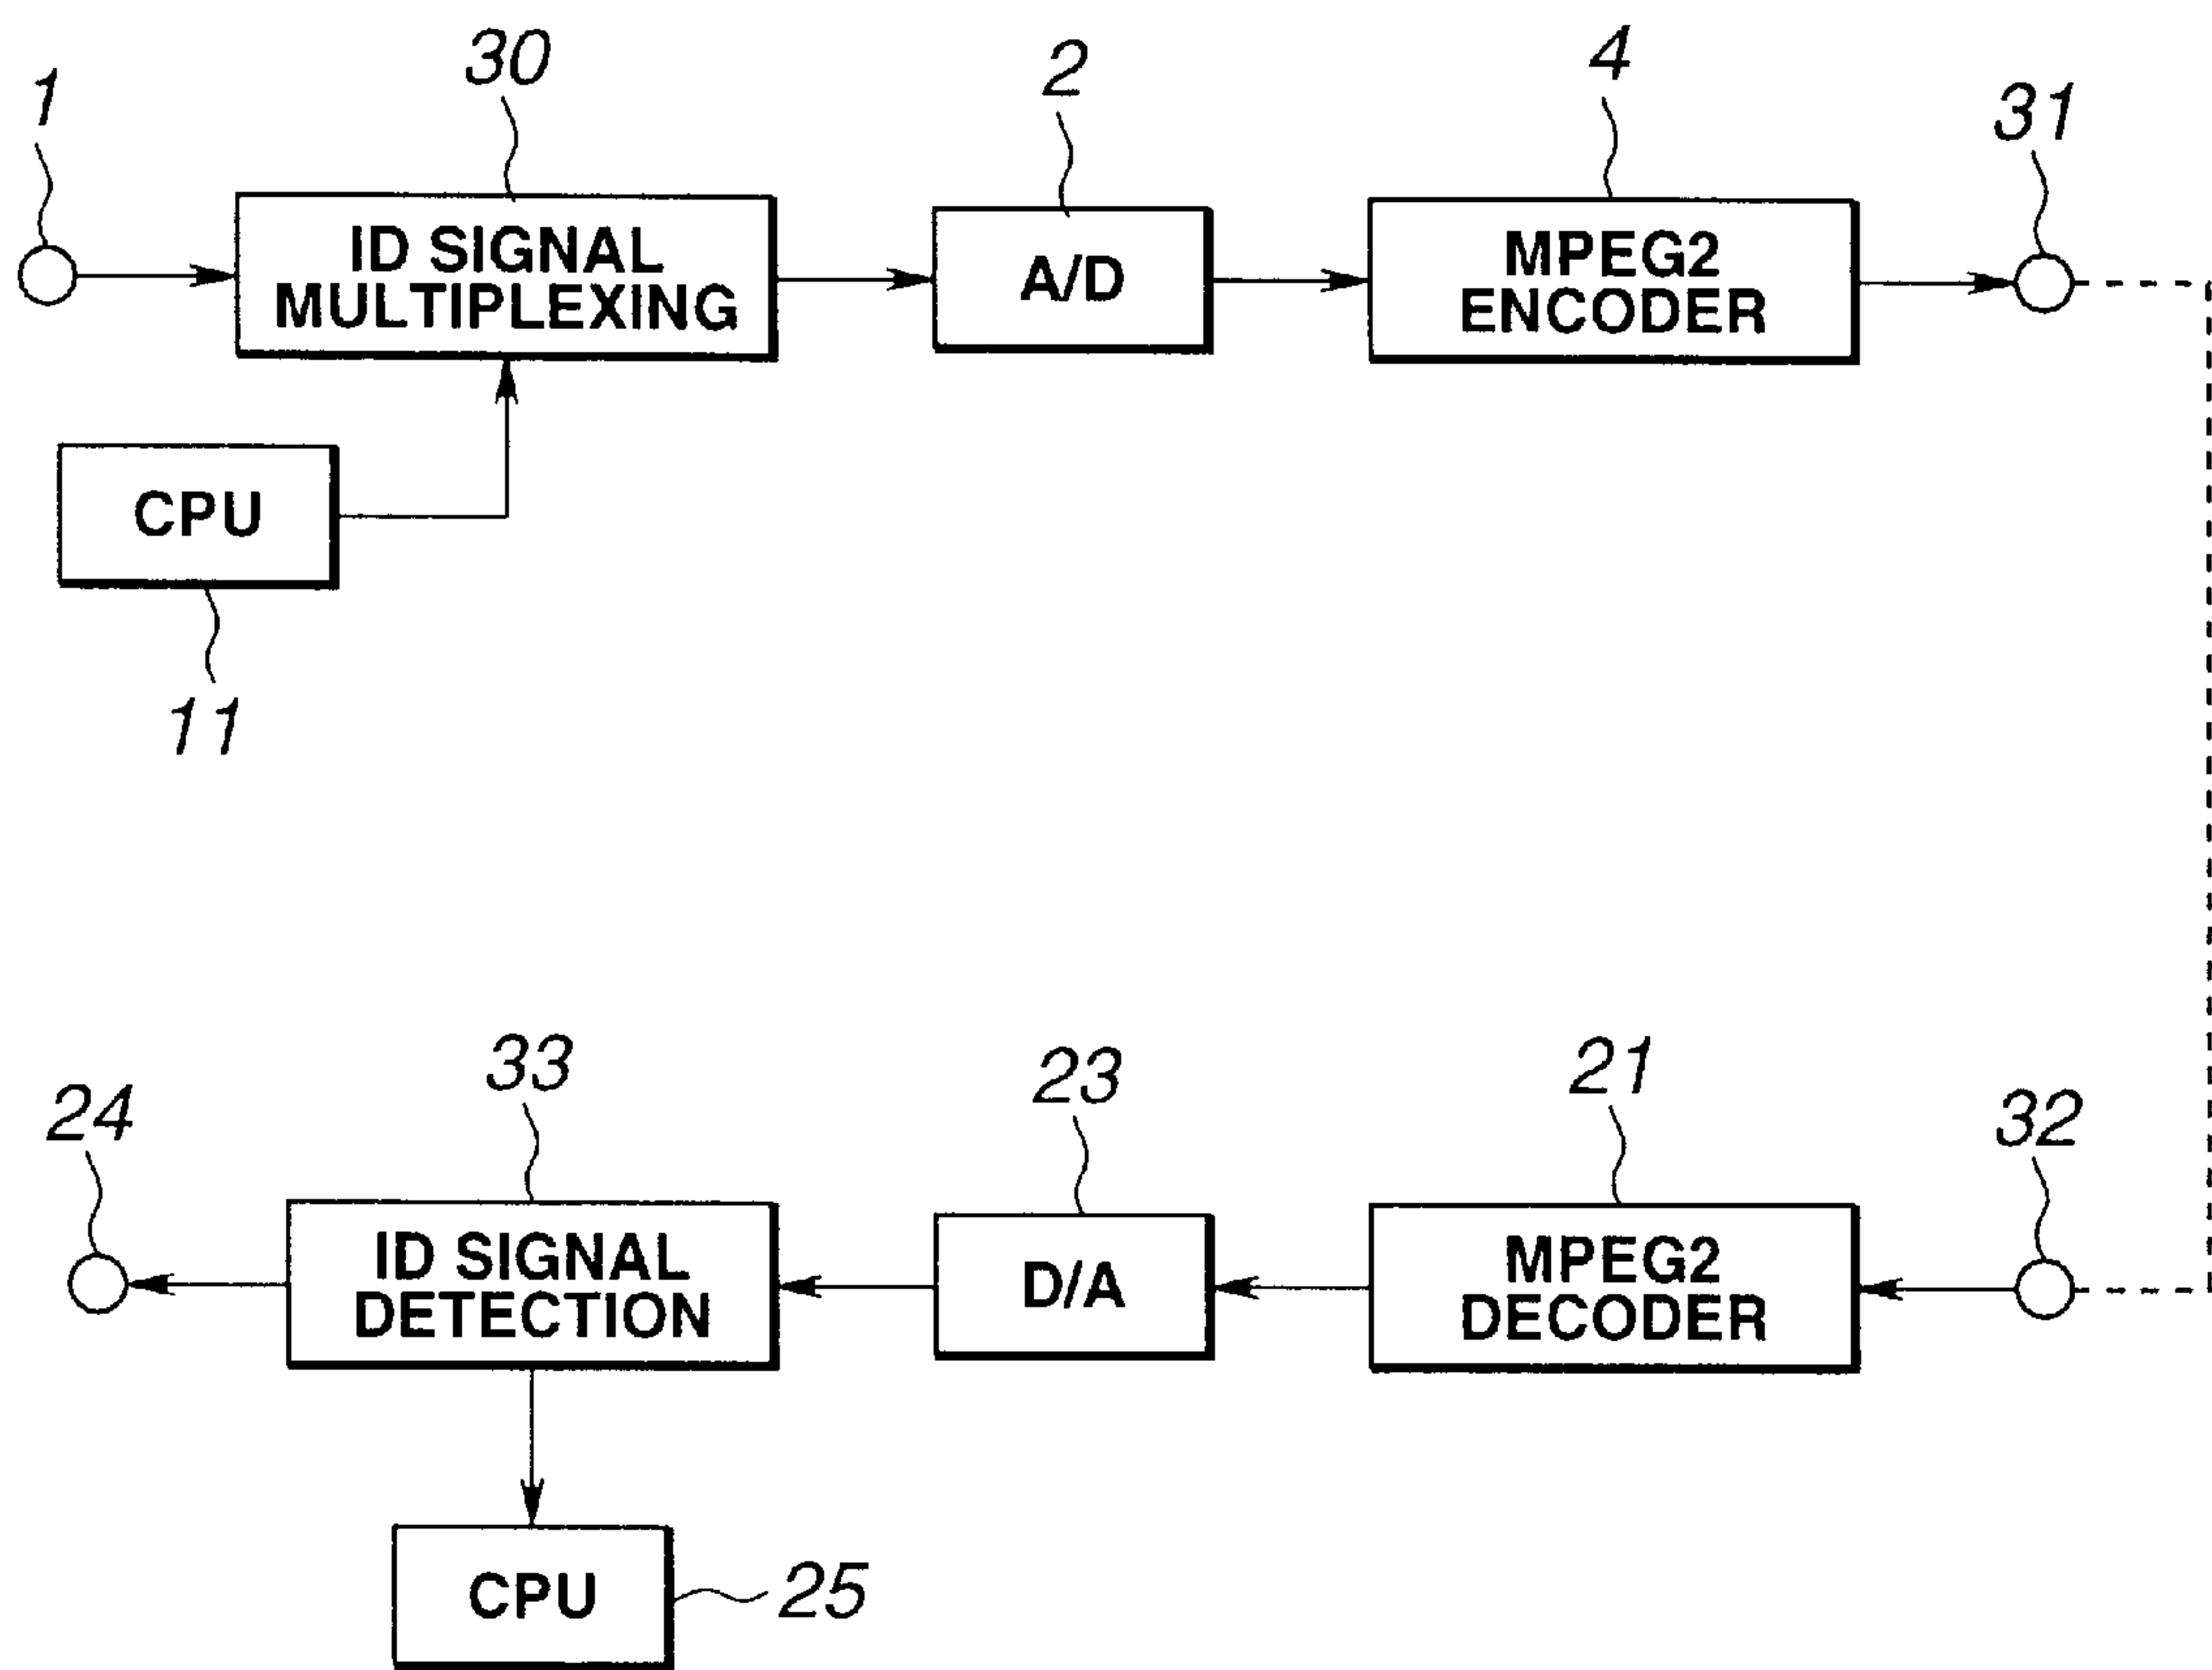 1
30
2
4
31
ID SIGNAL
MULTIPLEXING
A/D
MPEG2
ENCODER
CPU
11
24
33
23
21
32
ID SIGNAL
DETECTION
D/A
MPEG2
DECODER
CPU
25